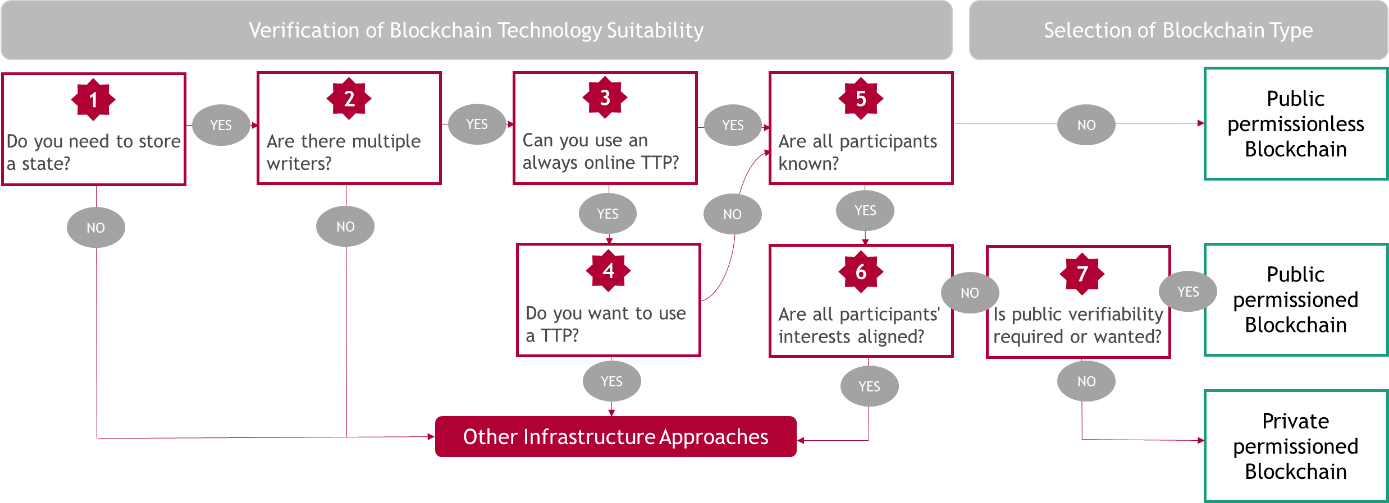 Verification of Blockchain Technology Suitability
Selection of Blockchain Type
1
Do you need to store
a state?
YES
2
Are there multiple
writers?
YES
3
Can you use an
always online TTP?
YES
5
Are all participants
known?
NO
Public
permissionless
Blockchain
NO
NO
YES
NO
YES
4
Do you want to use
a TTP?
6
Are all participants'
interests aligned?
NO
7
Is public verifiability
required or wanted?
YES
Public
permissioned
Blockchain
YES
YES
NO
Other Infrastructure Approaches
Private
permissioned
Blockchain